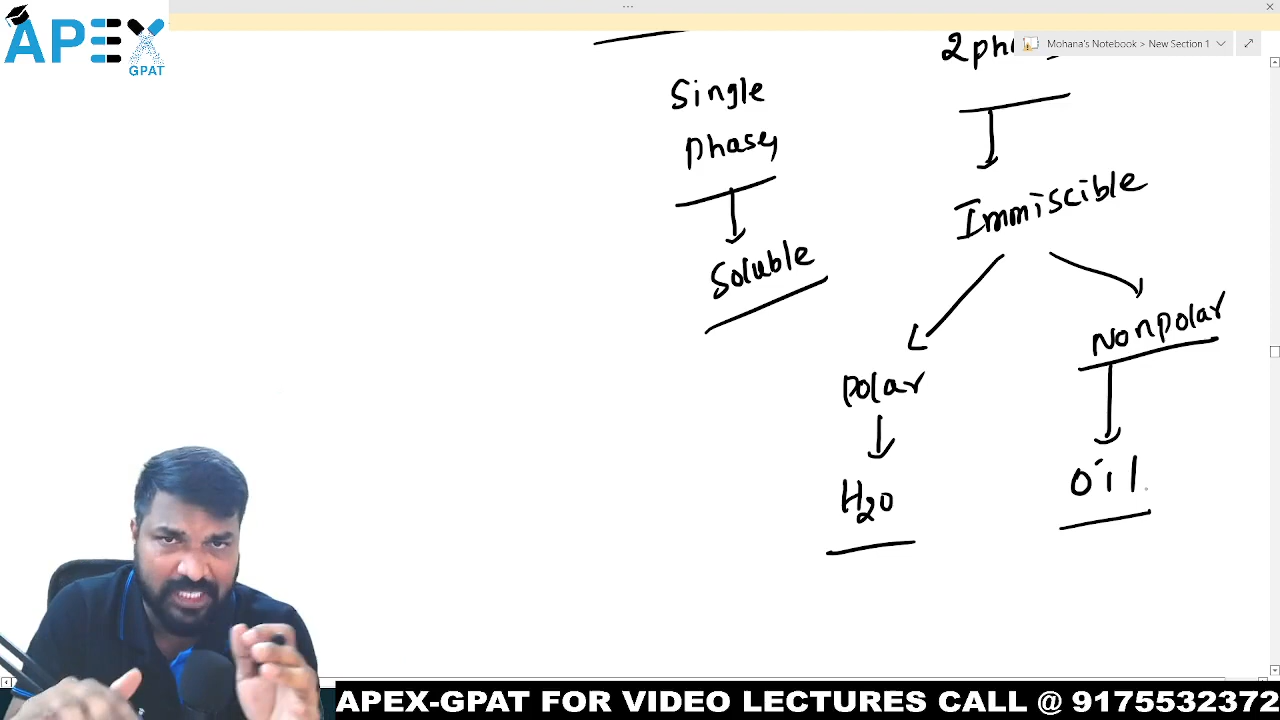 APEX
GPAT
Mohana's Notebook > New Section 1
Single
phase,
Soluble
Immiscible
Polar
Nonpolar
H2O
Oil
APEX-GPAT FOR VIDEO LECTURES CALL @ 9175532372